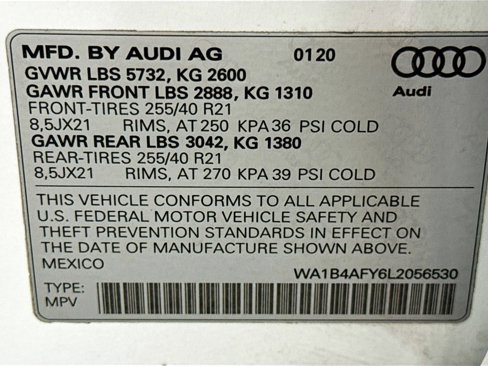 MFD. BY AUDI AG 0120
GVWR LBS 5732, KG 2600
GAWR FRONT LBS 2888, KG 1310
FRONT-TIRES 255/40 R21
8,5JX21 RIMS, AT 250 KPA 36 PSI COLD
GAWR REAR LBS 3042, KG 1380
REAR-TIRES 255/40 R21
8,5JX21 RIMS, AT 270 KPA 39 PSI COLD
Audi
THIS VEHICLE CONFORMS TO ALL APPLICABLE
U.S. FEDERAL MOTOR VEHICLE SAFETY AND
THEFT PREVENTION STANDARDS IN EFFECT ON
THE DATE OF MANUFACTURE SHOWN ABOVE.
MEXICO WA1B4AFY6L2056530
TYPE:
MPV